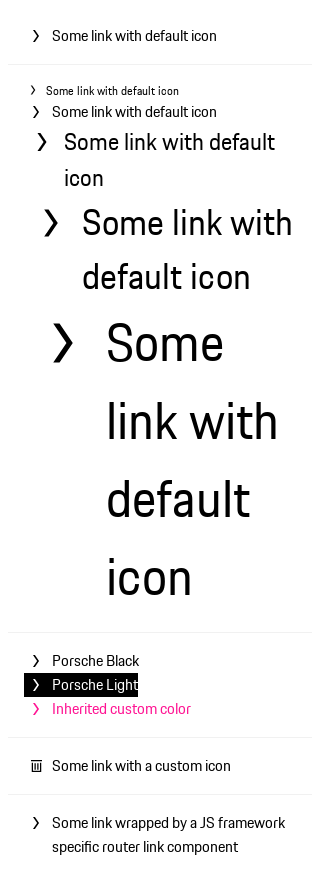 Some link with default icon
Some link with default icon
Some link with default icon
Some link with default
icon
Some link with
default icon
Some
link with
default
icon
Porsche Black
Porsche Light
Inherited custom color
Some link with a custom icon
Some link wrapped by a JS framework
specific router link component